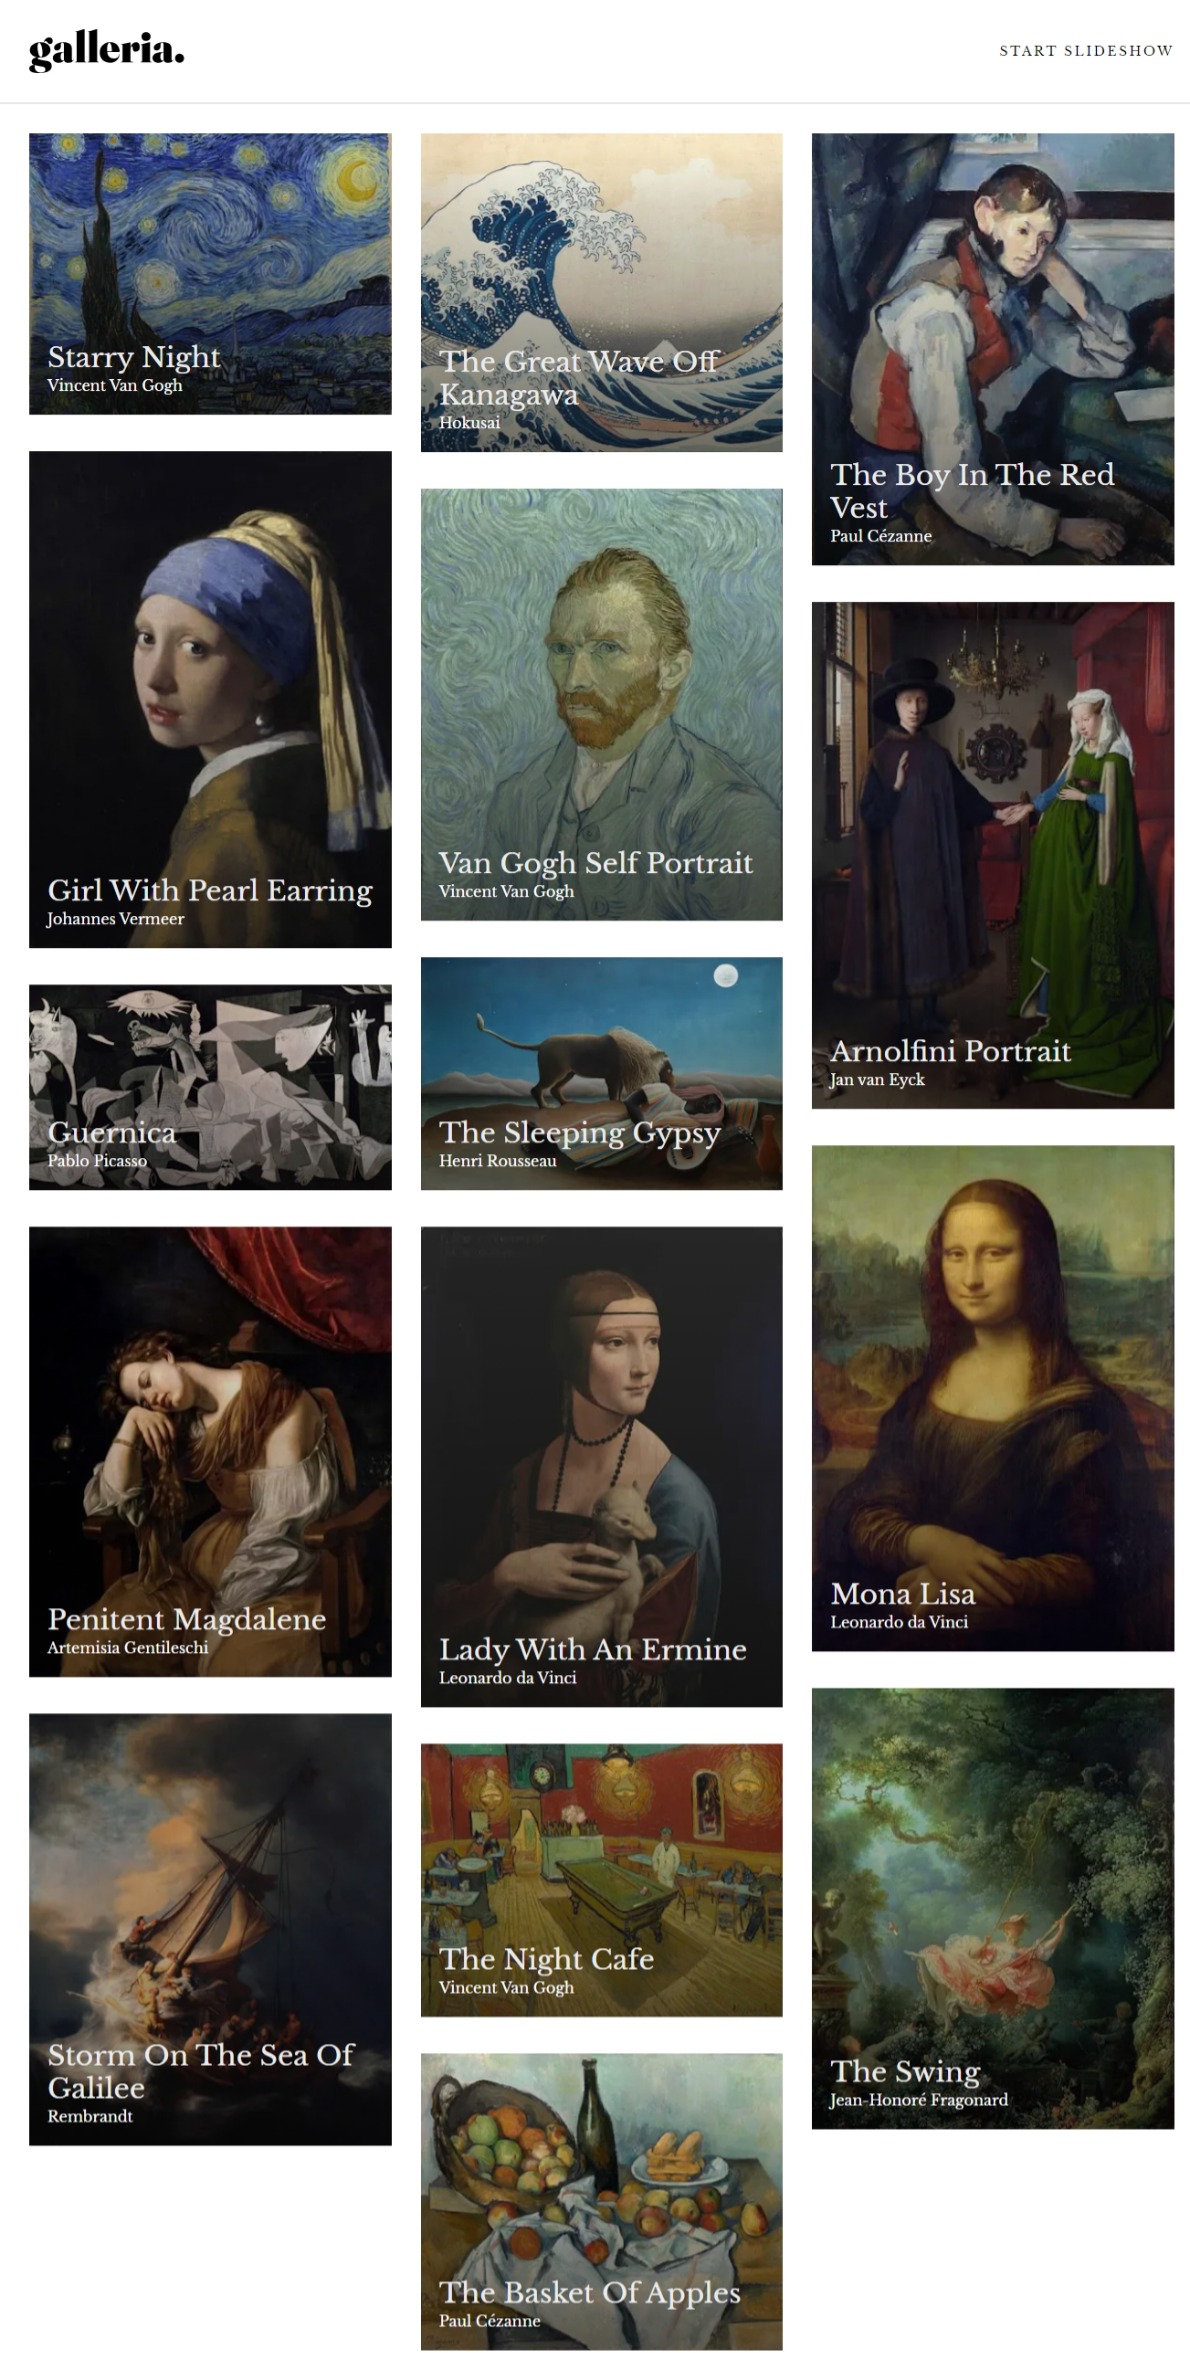 galleria.
START SLIDESHOW
Starry Night
Vincent Van Gogh
Girl With Pearl Earring
Johannes Vermeer
Guernica
Pablo Picasso
Penitent Magdalene
Artemisia Gentileschi
Storm On The Sea Of
Galilee
Rembrandt
The Great Wave Off
Kanagawa
Hokusai
Van Gogh Self Portrait
Vincent Van Gogh
The Sleeping Gypsy
Henri Rousseau
Lady With An Ermine
Leonardo da Vinci
The Night Cafe
Vincent Van Gogh
The Basket Of Apples
Paul Cézanne
The Boy In The Red
Vest
Paul Cézanne
Arnolfini Portrait
Jan van Eyck
Mona Lisa
Leonardo da Vinci
The Swing
Jean-Honoré Fragonard